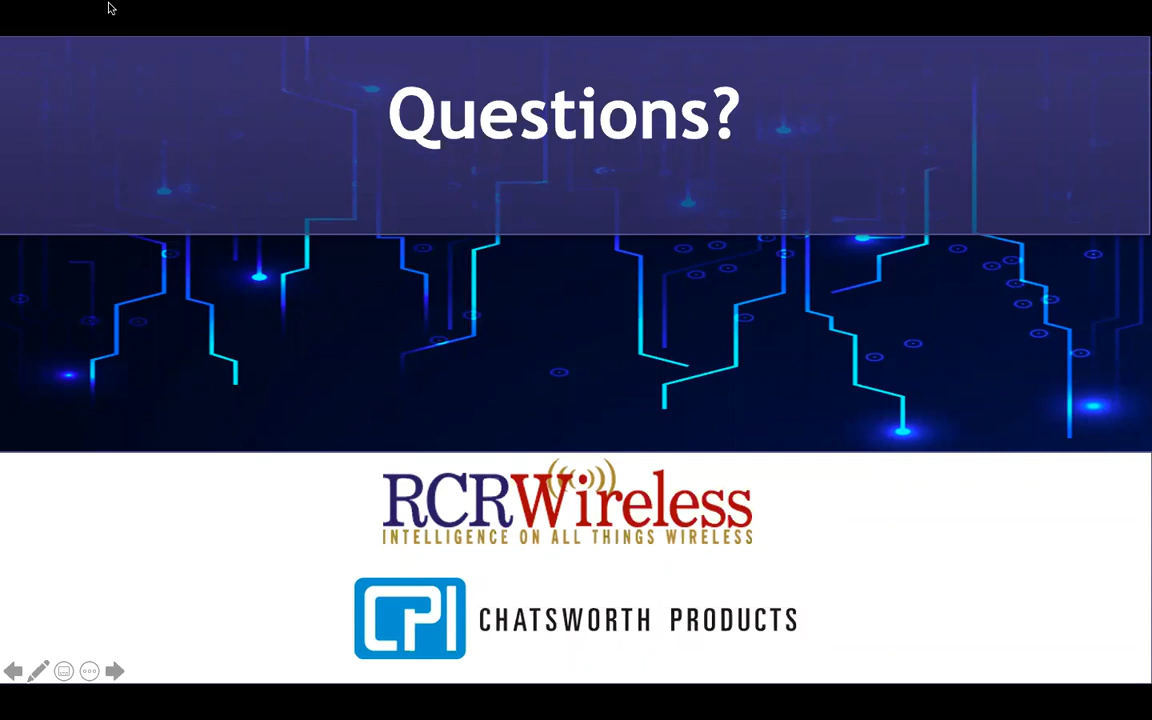 Questions?
RCRWireless
INTELLIGENCE ON ALL THINGS WIRELESS
CPI CHATSWORTH PRODUCTS